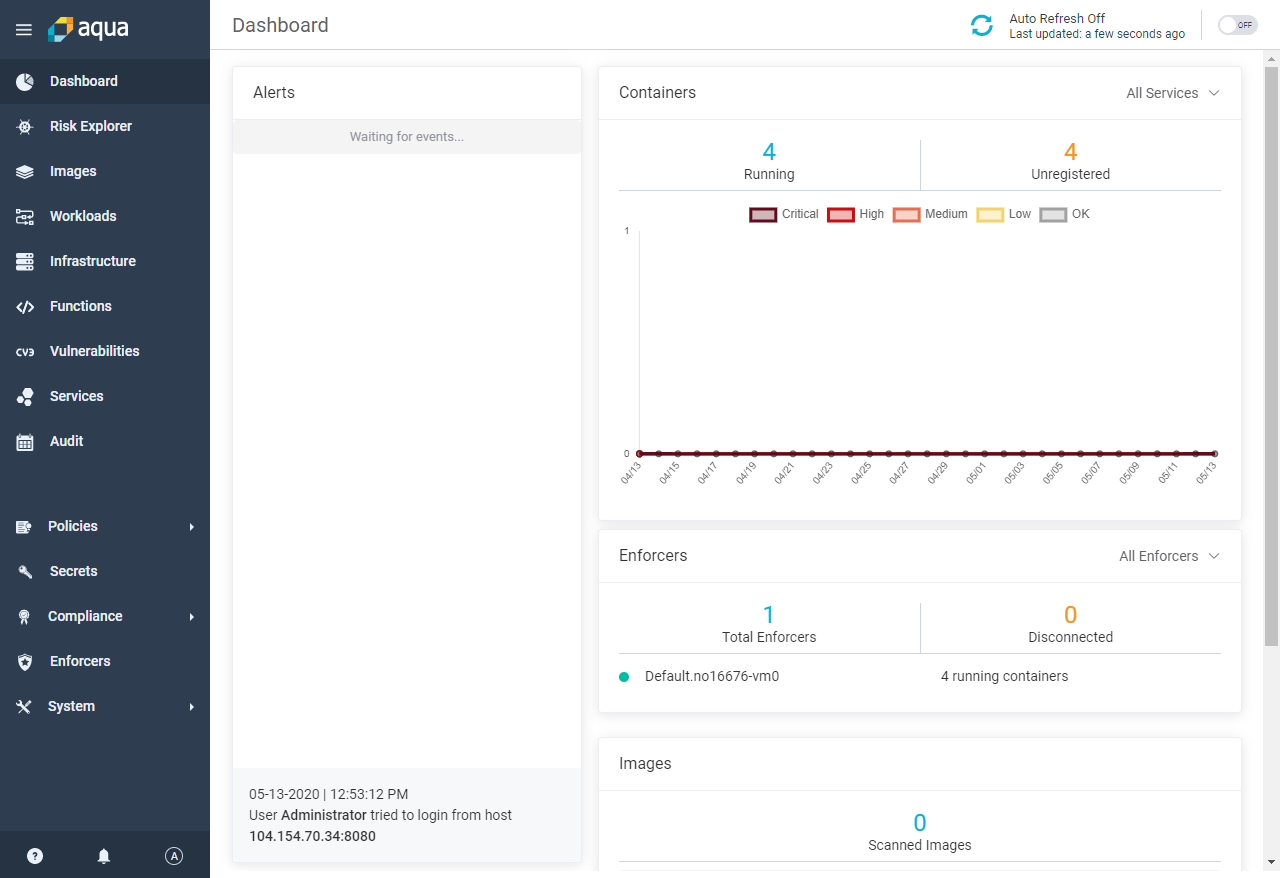 aqua
Dashboard
Risk Explorer
Images
Workloads
Infrastructure
Functions
CV3 Vulnerabilities
Services
Audit
Policies
Secrets
Compliance
Enforcers
System
? A
Dashboard
Auto Refresh Off
Last updated: a few seconds ago
OFF
Alerts
Waiting for events...
05-13-2020 | 12:53:12 PM
User Administrator tried to login from host
104.154.70.34:8080
Containers All Services
4 4
Running Unregistered
Critical High Medium Low OK
1
0
04/13 04/15 04/17 04/19 04/21 04/23 04/25 04/27 04/29 05/01 05/03 05/05 05/07 05/09 05/11 05/13
Enforcers All Enforcers
1 0
Total Enforcers Disconnected
Default.no16676-vm0 4 running containers
Images
0
Scanned Images